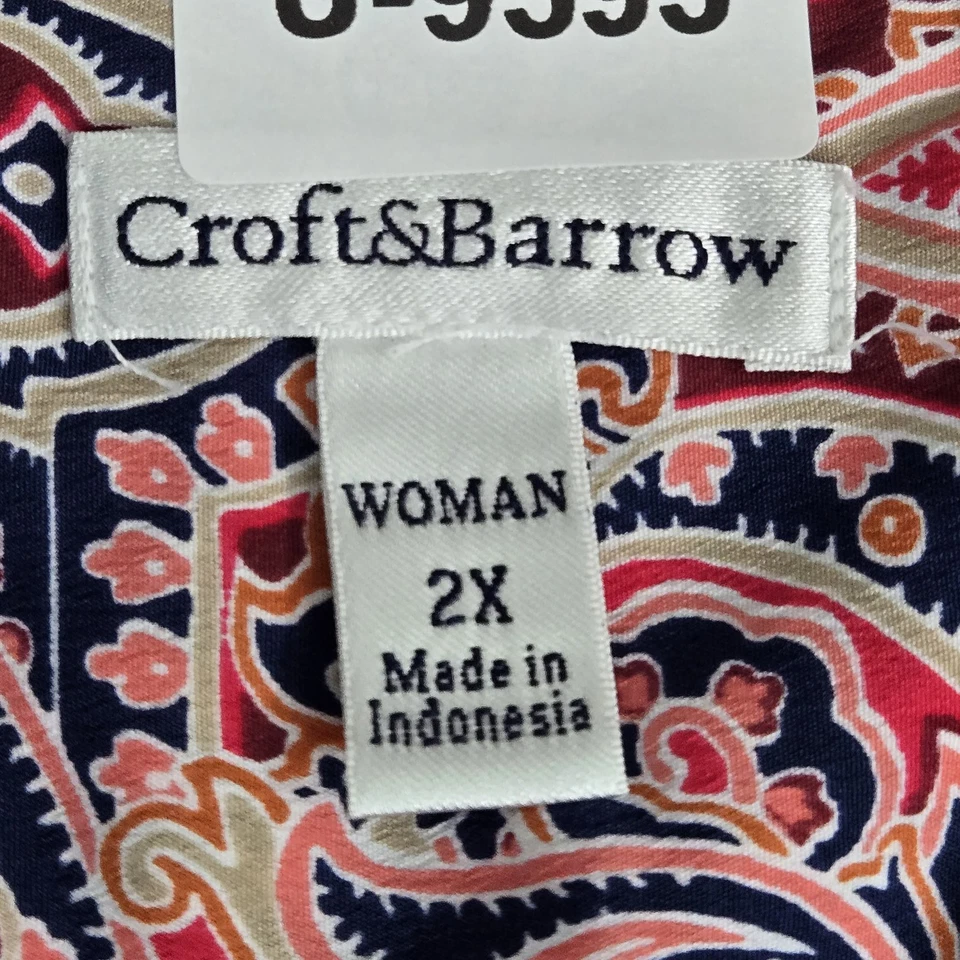 Croft&Barrow
WOMAN
2X
Made in
Indonesia